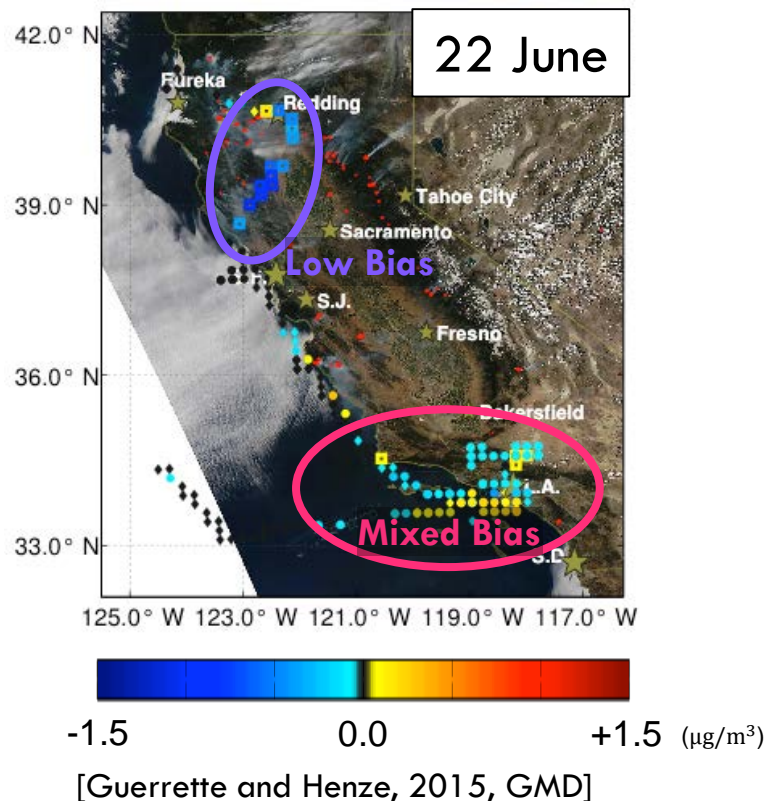 22 June
42.0° N
Eureka
Redding
39.0° N
Tahoe City
Sacramento
Low Bias
S.J.
Fresno
36.0° N
Bakersfield
L.A.
Mixed Bias
33.0° N
S.D.
125.0° W 123.0° W 121.0° W 119.0° W 117.0° W
-1.5 0.0 +1.5 (μg/m³)
[Guerrette and Henze, 2015, GMD]